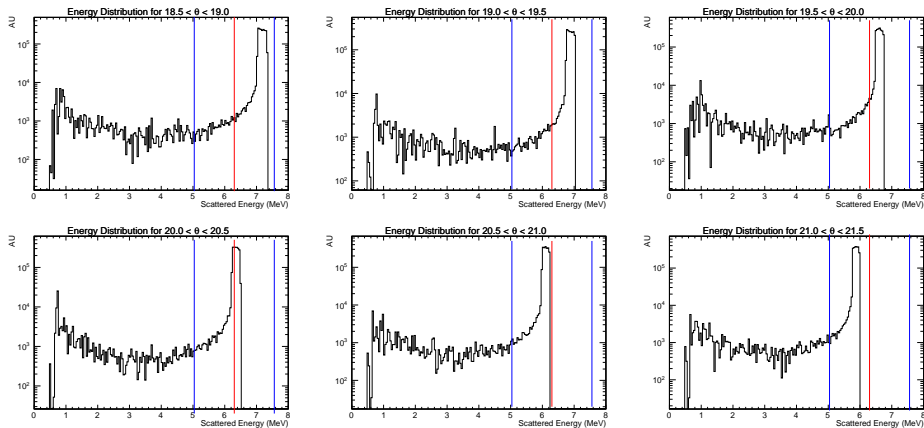 Energy Distribution for 18.5 < θ < 19.0
AU
10⁵
10⁴
10³
10²
0 1 2 3 4 5 6 7 8
Scattered Energy (MeV)
Energy Distribution for 19.0 < θ < 19.5
AU
10⁵
10⁴
10³
10²
0 1 2 3 4 5 6 7 8
Scattered Energy (MeV)
Energy Distribution for 19.5 < θ < 20.0
AU
10⁵
10⁴
10³
10²
0 1 2 3 4 5 6 7 8
Scattered Energy (MeV)
Energy Distribution for 20.0 < θ < 20.5
AU
10⁵
10⁴
10³
10²
0 1 2 3 4 5 6 7 8
Scattered Energy (MeV)
Energy Distribution for 20.5 < θ < 21.0
AU
10⁵
10⁴
10³
10²
0 1 2 3 4 5 6 7 8
Scattered Energy (MeV)
Energy Distribution for 21.0 < θ < 21.5
AU
10⁵
10⁴
10³
10²
0 1 2 3 4 5 6 7 8
Scattered Energy (MeV)